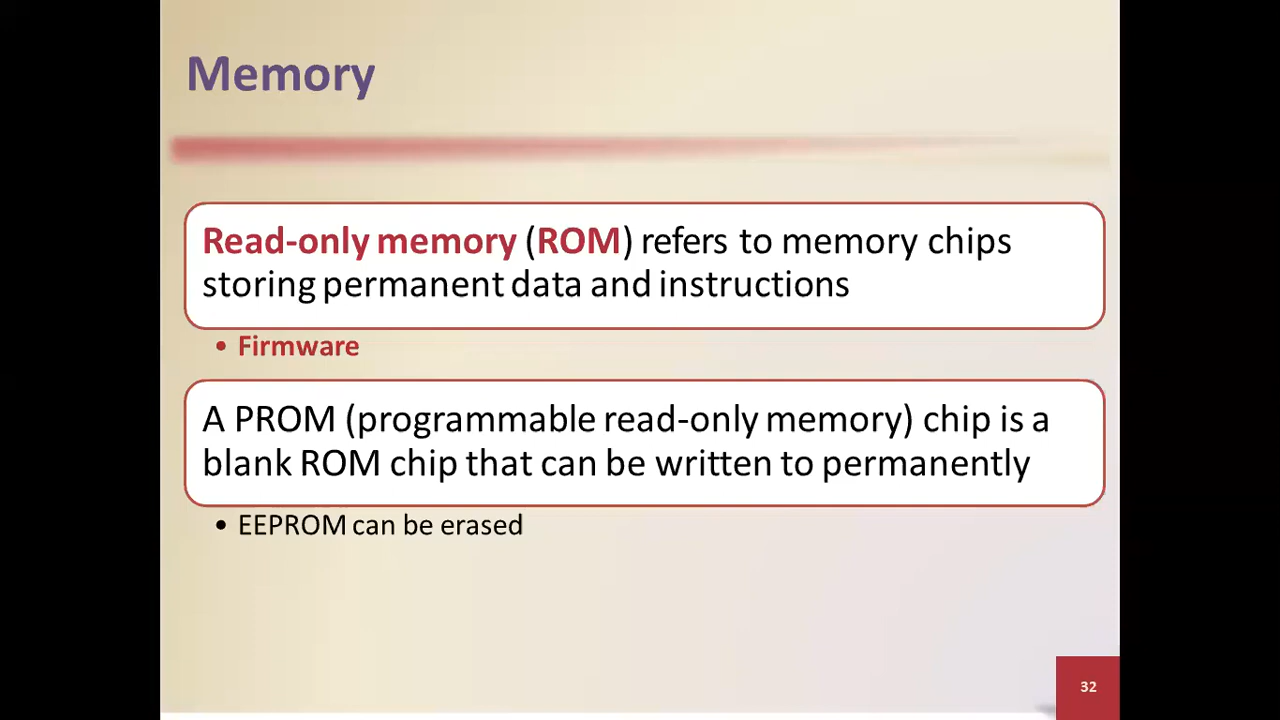 Memory
Read-only memory (ROM) refers to memory chips
storing permanent data and instructions
• Firmware
A PROM (programmable read-only memory) chip is a
blank ROM chip that can be written to permanently
• EEPROM can be erased
32